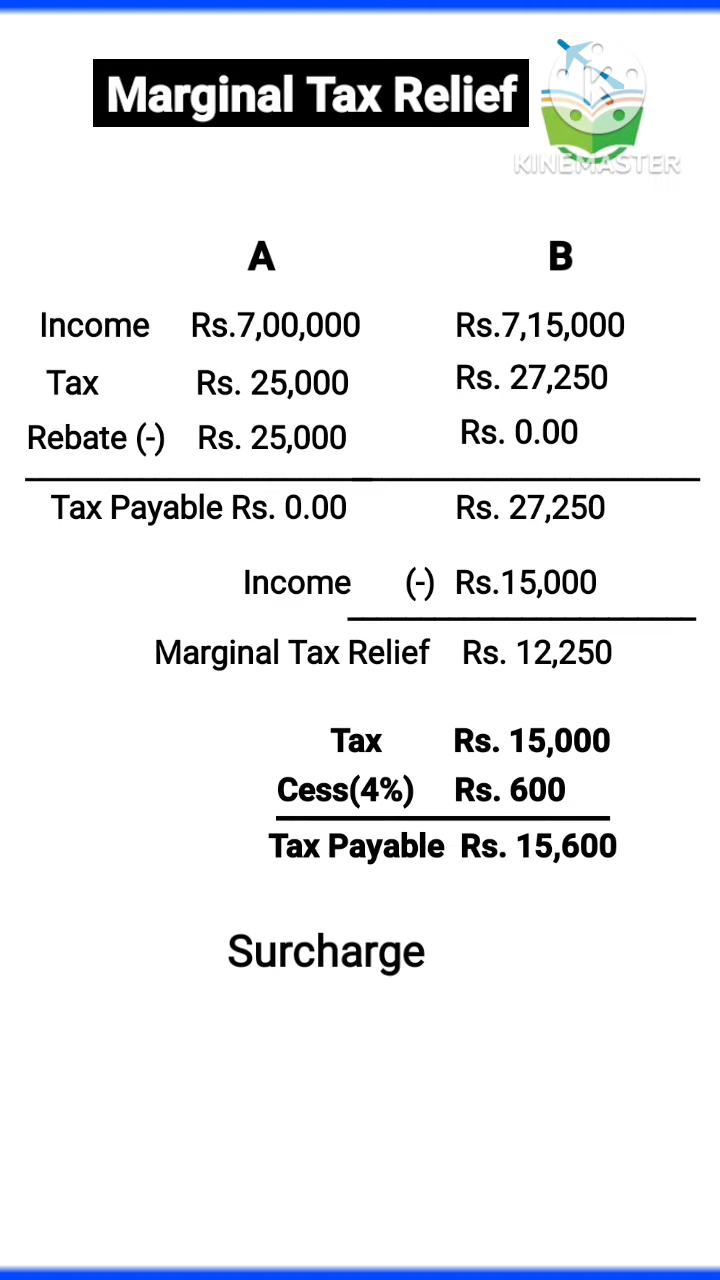 Marginal Tax Relief
KINEMASTER
A B
Income Rs.7,00,000 Rs.7,15,000
Tax Rs. 25,000 Rs. 27,250
Rebate (-) Rs. 25,000 Rs. 0.00
Tax Payable Rs. 0.00 Rs. 27,250
Income (-) Rs.15,000
Marginal Tax Relief Rs. 12,250
Tax Rs. 15,000
Cess(4%) Rs. 600
Tax Payable Rs. 15,600
Surcharge